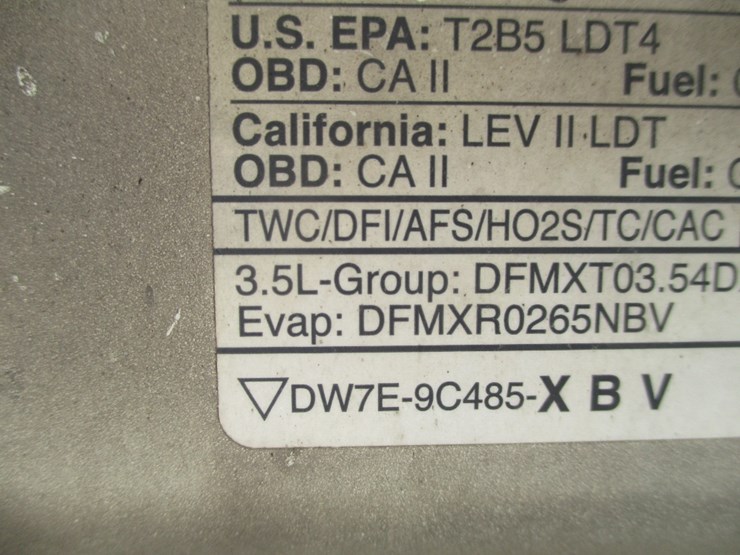 U.S. EPA: T2B5 LDT4
OBD: CA II Fuel:
California: LEV II LDT
OBD: CA II Fuel:
TWC/DFI/AFS/HO2S/TC/CAC
3.5L-Group: DFMXT03.54D
Evap: DFMXR0265NBV
▽DW7E-9C485-X B V